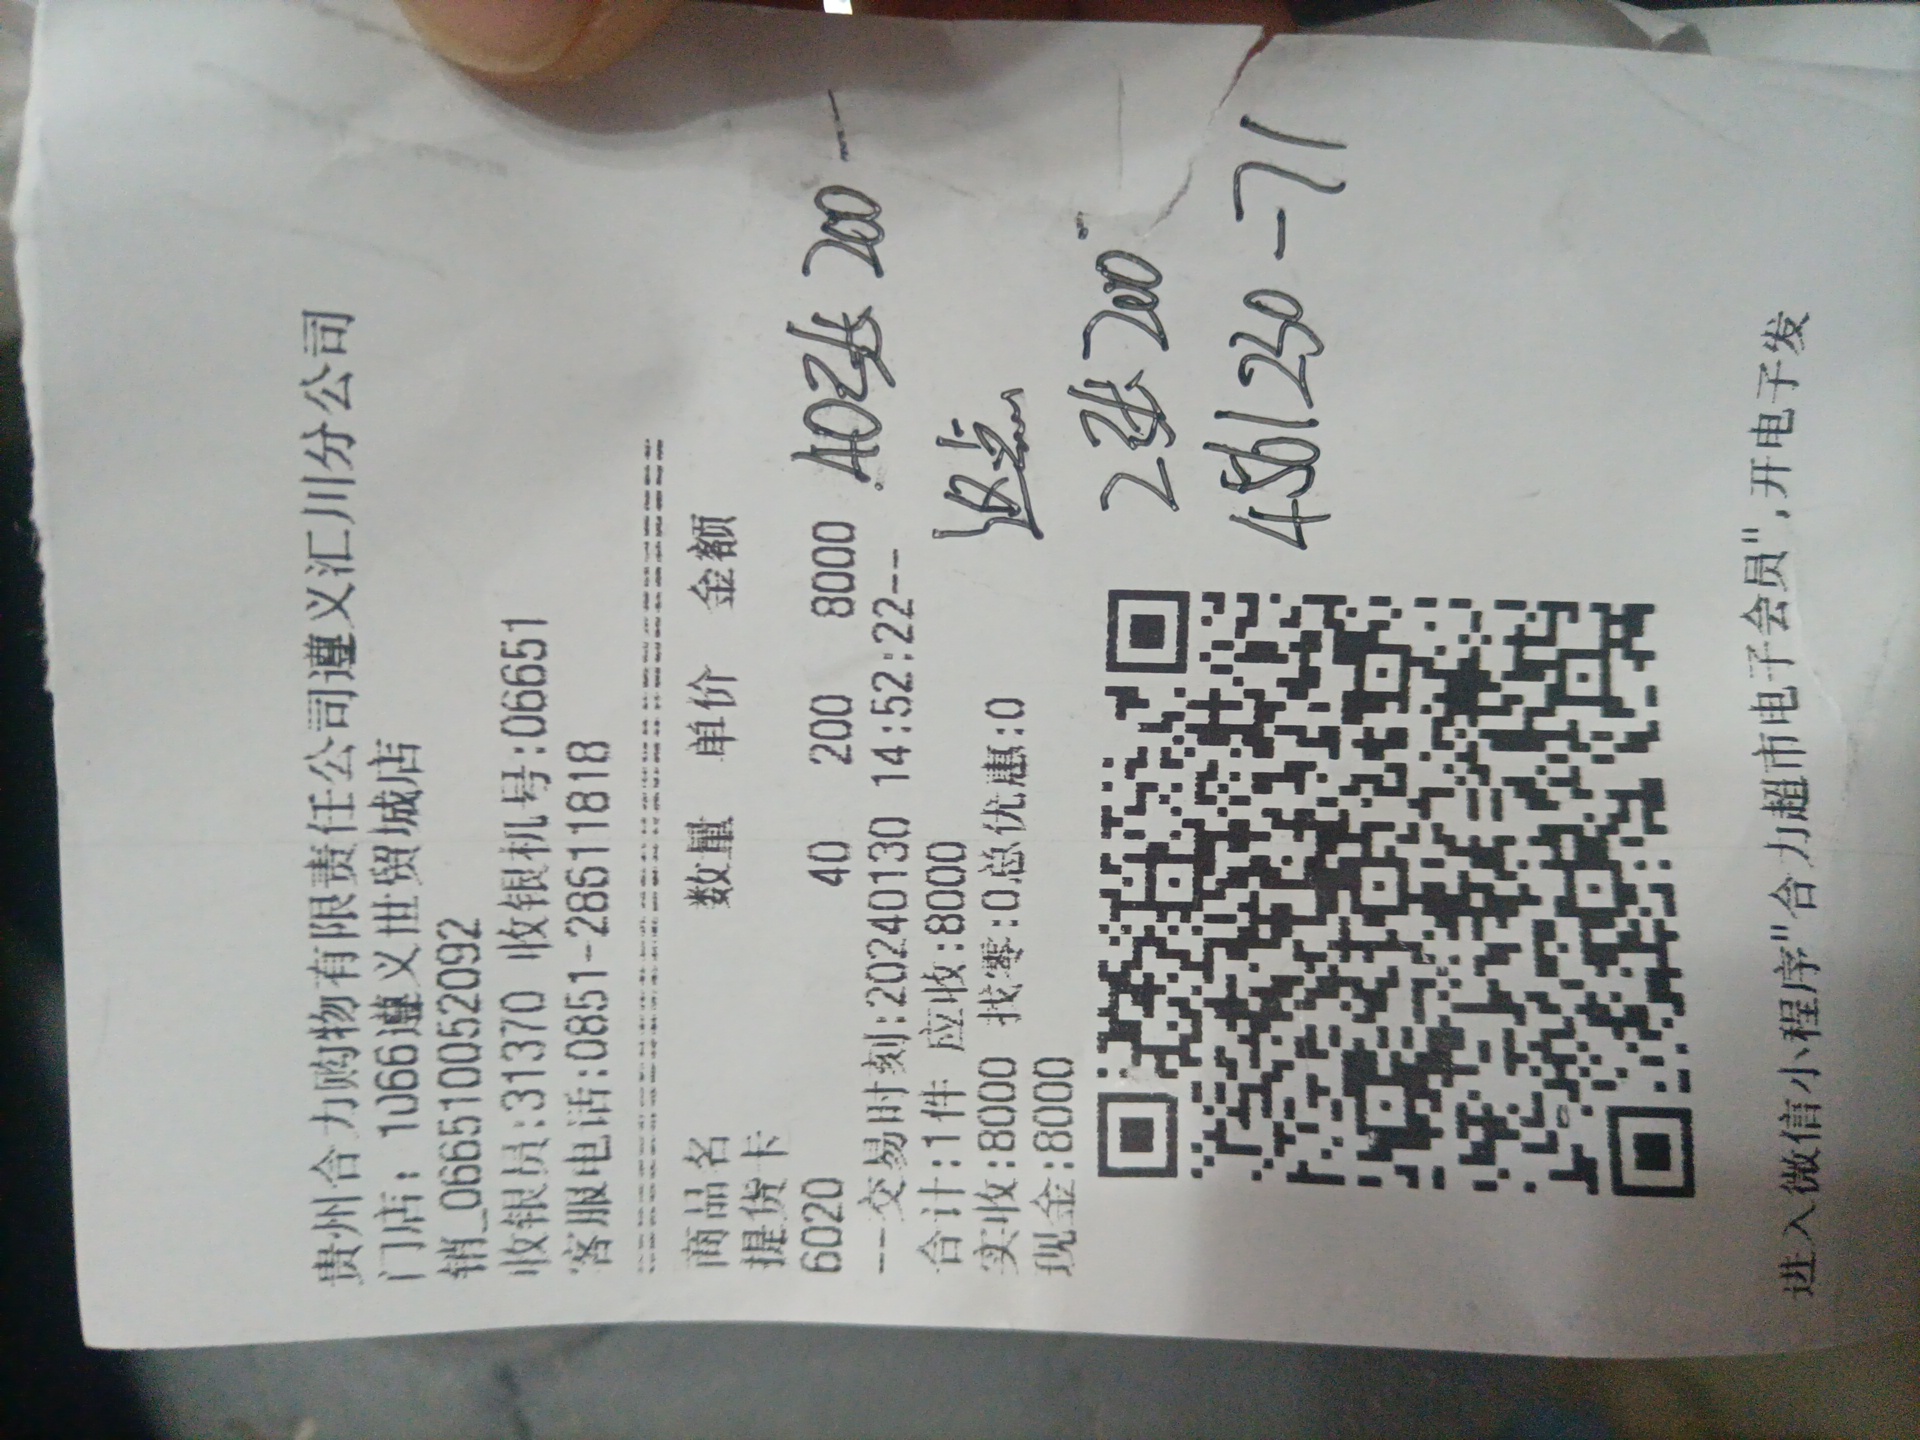 贵州合力购物有限责任公司遵义汇川分公司
门店: 1066遵义世贸城店
销_066510052092
收银员:31370 收银机号:06651
客服电话:0851-28611818
商品名 数量 单价 金额
提货卡
6020 40 200 8000
40张 200
---交易时刻:20240130 14:52:22--
合计:1件 应收:8000
返点
实收:8000 找零:0总优惠:0
现金:8000
2张 200
4561230-71
进入微信小程序"合力超市电子会员",开电子发